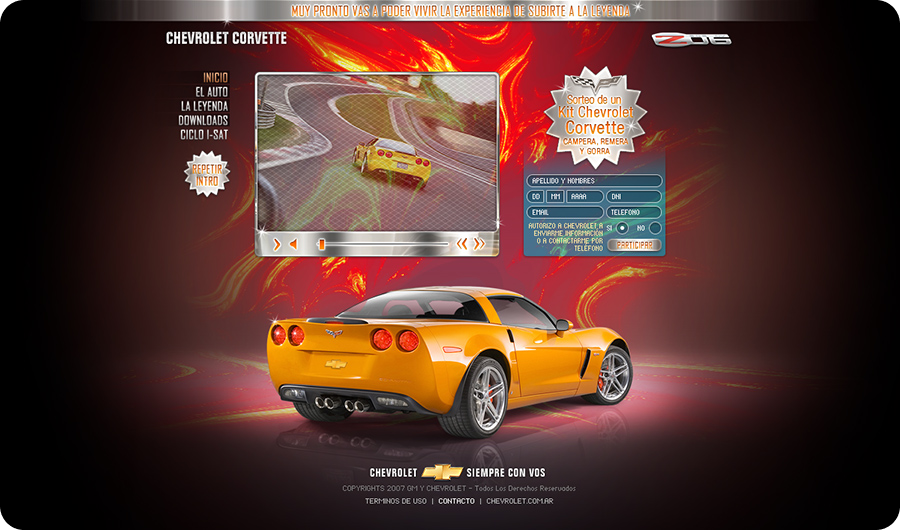 MUY PRONTO VAS A PODER VIVIR LA EXPERIENCIA DE SUBIRTE A LA LEYENDA
CHEVROLET CORVETTE
Z06
INICIO
EL AUTO
LA LEYENDA
DOWNLOADS
CICLO I-SAT
REPETIR
INTRO
Sorteo de un
Kit Chevrolet
Corvette
CAMPERA, REMERA
Y GORRA
APELLIDO Y NOMBRES
DD MM AAAA DNI
EMAIL TELEFONO
AUTORIZO A CHEVROLET A
ENVIARME INFORMACIÓN
O A CONTACTARME POR
TELÉFONO
SI NO
PARTICIPAR
CHEVROLET SIEMPRE CON VOS
COPYRIGHTS 2007 GM Y CHEVROLET - Todos Los Derechos Reservados
TERMINOS DE USO | CONTACTO | CHEVROLET.COM.AR